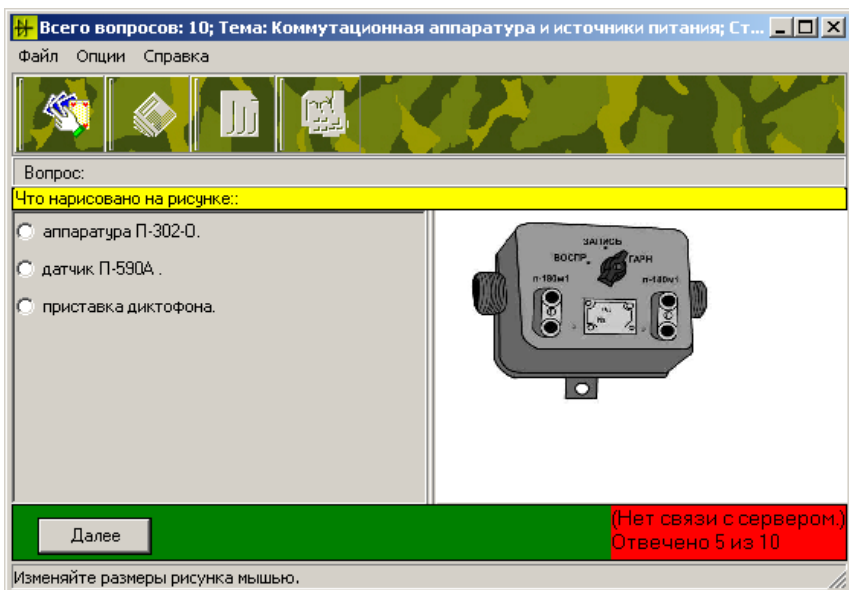 Всего вопросов: 10; Тема: Коммутационная аппаратура и источники питания; Ст...
Файл Опции Справка
Вопрос:
Что нарисовано на рисунке::
аппаратура П-302-О.
датчик П-590А .
приставка диктофона.
ЗАПИСЬ
ВОСПР. ГАРН
п-180м1 п-180м1
Далее
(Нет связи с сервером.)
Отвечено 5 из 10
Изменяйте размеры рисунка мышью.